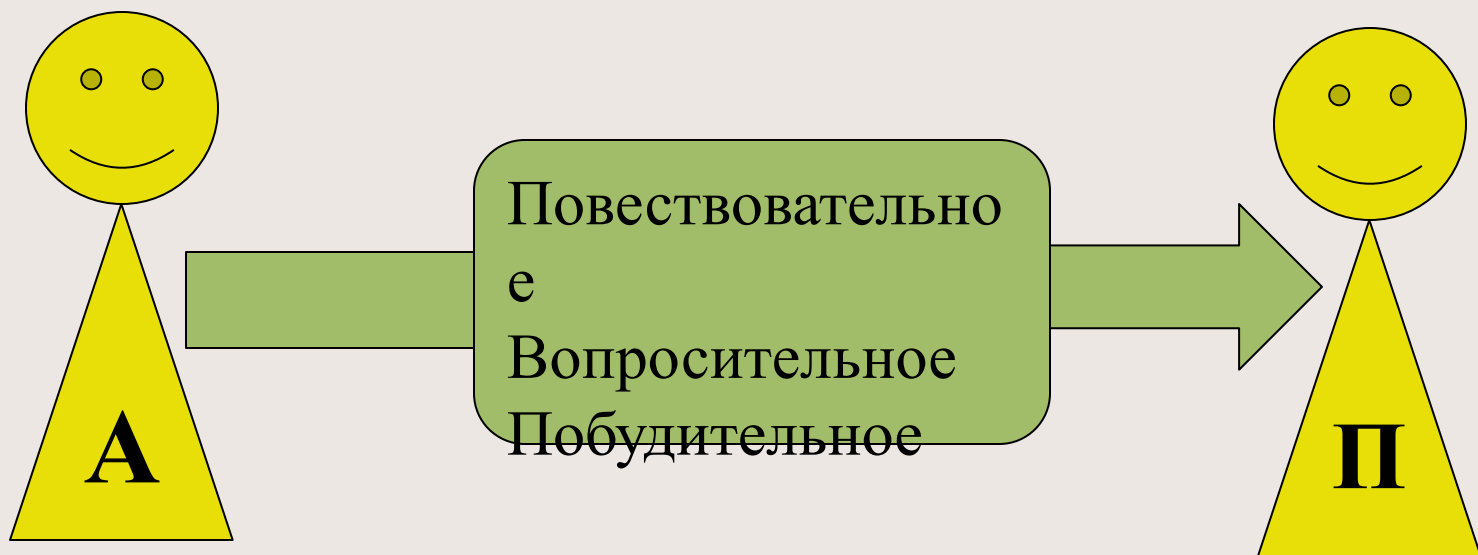 Повествовательно
е
Вопросительное
Побудительное
А
П